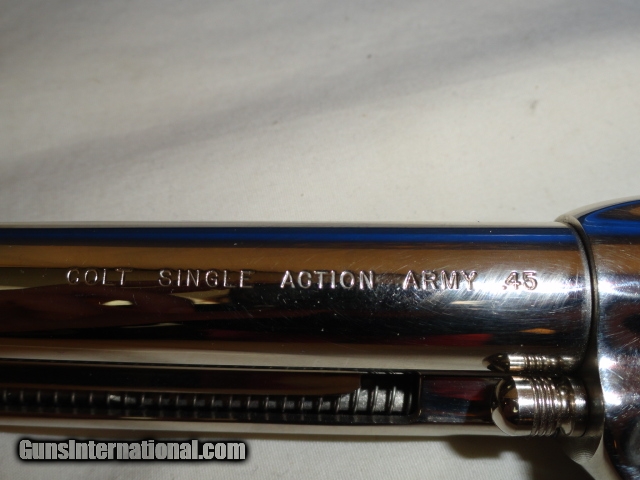 COLT SINGLE ACTION ARMY .45
GunsInternational.com